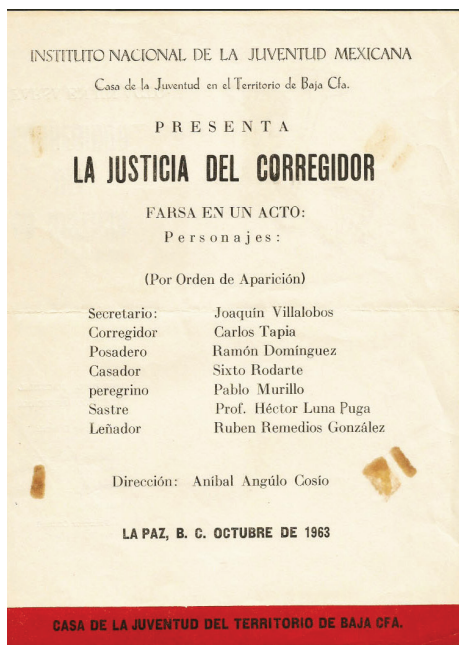 INSTITUTO NACIONAL DE LA JUVENTUD MEXICANA
Casa de la Juventud en el Territorio de Baja Cfa.
PRESENTA
LA JUSTICIA DEL CORREGIDOR
FARSA EN UN ACTO:
Personajes:
(Por Orden de Aparición)
Secretario: Joaquín Villalobos
Corregidor Carlos Tapia
Posadero Ramón Domínguez
Casador Sixto Rodarte
peregrino Pablo Murillo
Sastre Prof. Héctor Luna Puga
Leñador Ruben Remedios González
Dirección: Aníbal Angúlo Cosío
LA PAZ, B. C. OCTUBRE DE 1963
CASA DE LA JUVENTUD DEL TERRITORIO DE BAJA CFA.